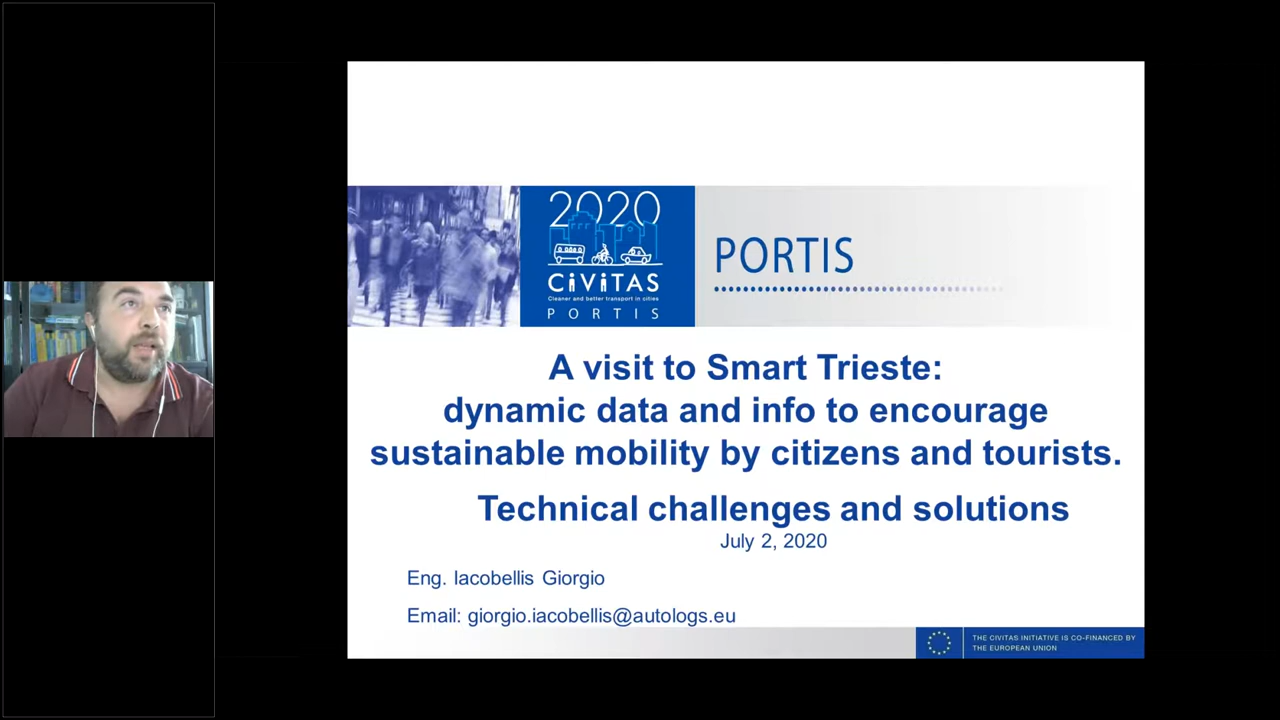 2020
CiViTAS
Cleaner and better transport in cities
PORTIS
PORTIS
A visit to Smart Trieste:
dynamic data and info to encourage
sustainable mobility by citizens and tourists.
Technical challenges and solutions
July 2, 2020
Eng. Iacobellis Giorgio
Email: giorgio.iacobellis@autologs.eu
THE CIVITAS INITIATIVE IS CO-FINANCED BY
THE EUROPEAN UNION